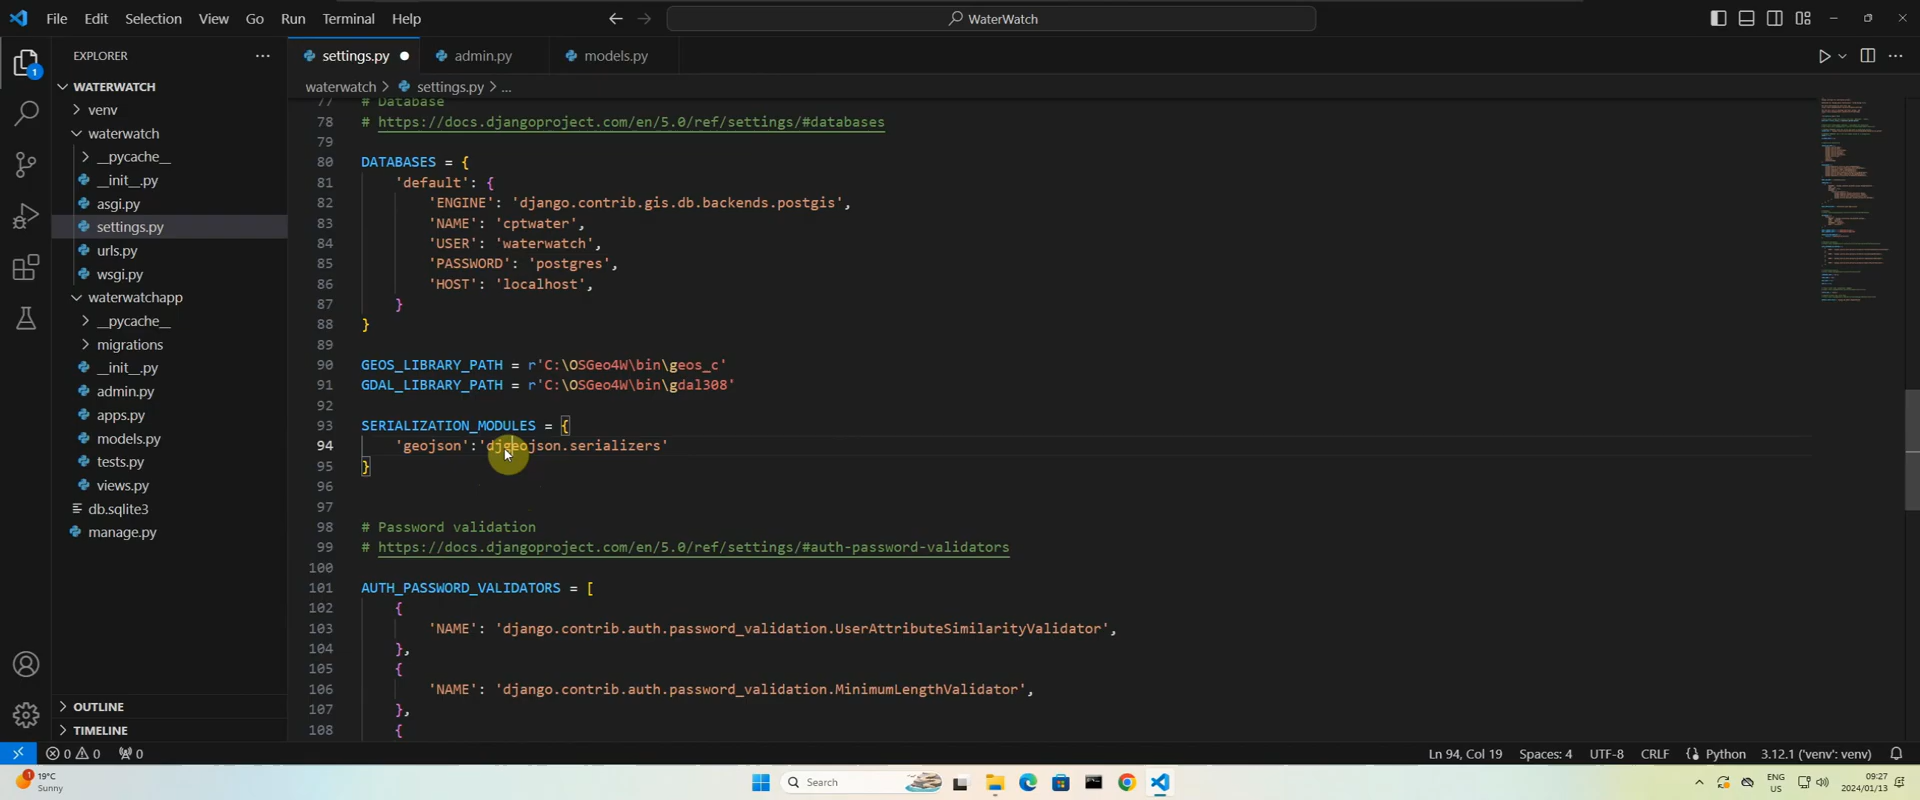 File Edit Selection View Go Run Terminal Help
WaterWatch
EXPLORER
settings.py
admin.py
models.py
waterwatch > settings.py > ...
1
WATERWATCH
venv
waterwatch
__pycache__
__init__.py
asgi.py
settings.py
urls.py
wsgi.py
waterwatchapp
__pycache__
migrations
__init__.py
admin.py
apps.py
models.py
tests.py
views.py
db.sqlite3
manage.py
OUTLINE
TIMELINE
77 # Database
78 # https://docs.djangoproject.com/en/5.0/ref/settings/#databases
79
80 DATABASES = {
81 'default': {
82 'ENGINE': 'django.contrib.gis.db.backends.postgis',
83 'NAME': 'cptwater',
84 'USER': 'waterwatch',
85 'PASSWORD': 'postgres',
86 'HOST': 'localhost',
87 }
88 }
89
90 GEOS_LIBRARY_PATH = r'C:\OSGeo4W\bin\geos_c'
91 GDAL_LIBRARY_PATH = r'C:\OSGeo4W\bin\gdal308'
92
93 SERIALIZATION_MODULES = {
94 'geojson':'djgeojson.serializers'
95 }
96
97
98 # Password validation
99 # https://docs.djangoproject.com/en/5.0/ref/settings/#auth-password-validators
100
101 AUTH_PASSWORD_VALIDATORS = [
102 {
103 'NAME': 'django.contrib.auth.password_validation.UserAttributeSimilarityValidator',
104 },
105 {
106 'NAME': 'django.contrib.auth.password_validation.MinimumLengthValidator',
107 },
108 {
0 0 0
Ln 94, Col 19 Spaces: 4 UTF-8 CRLF Python 3.12.1 ('venv': venv)
1
19°C
Sunny
Search
ENG
US
09:27
2024/01/13